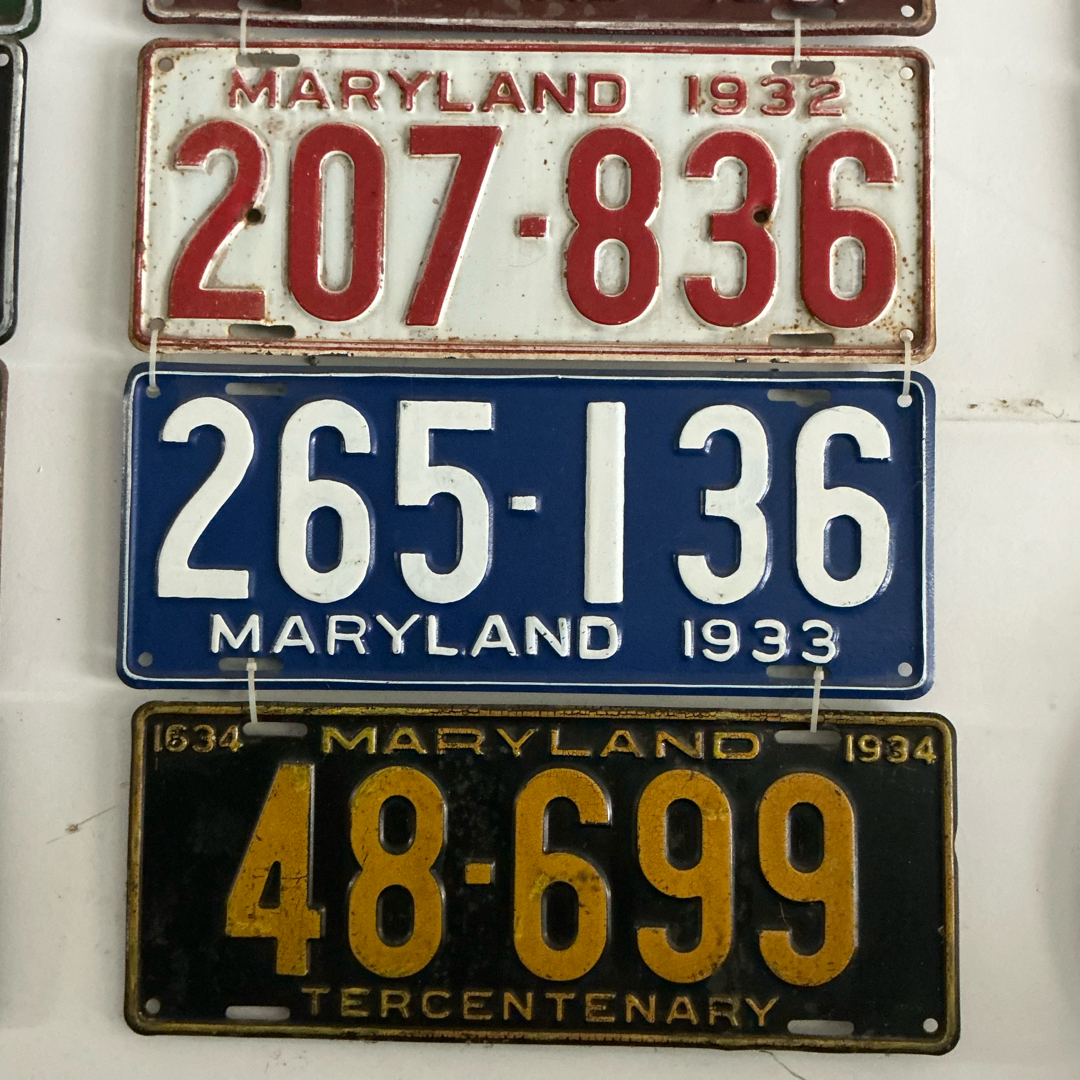 MARYLAND 1932
207-836
265-136
MARYLAND 1933
1634 MARYLAND 1934
48-699
TERCENTENARY